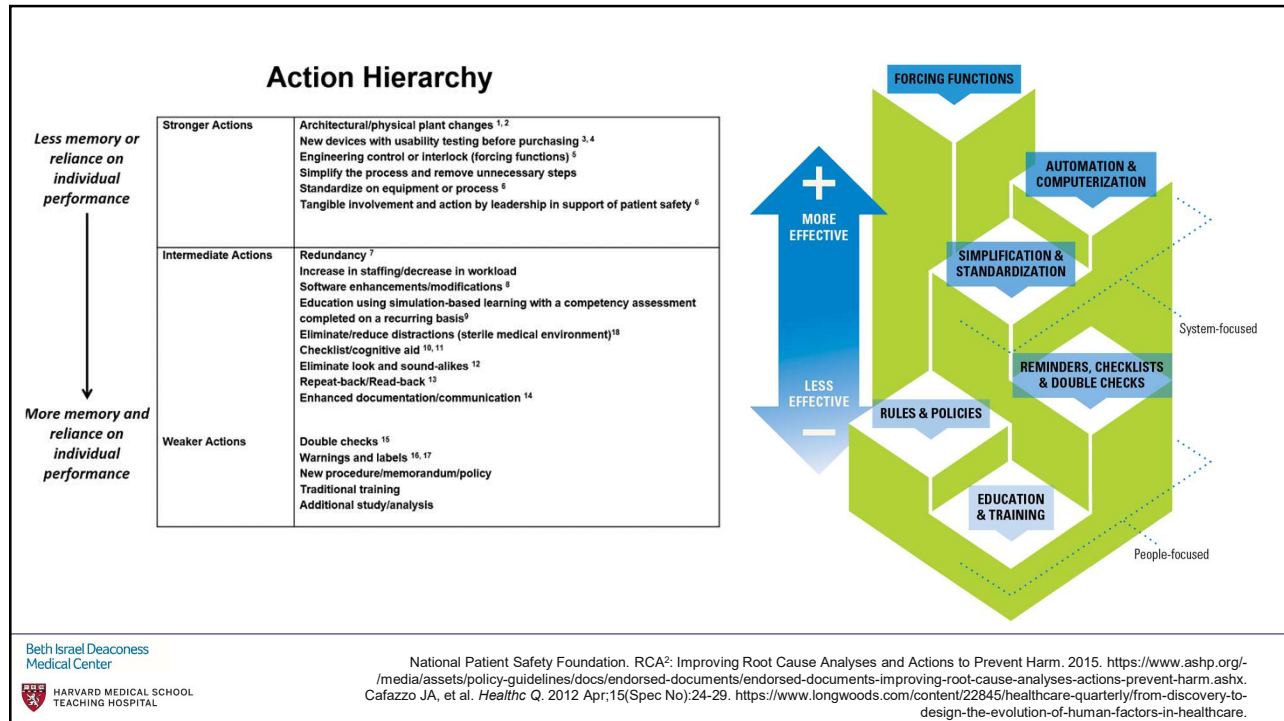 Action Hierarchy
Less memory or
reliance on
individual
performance
More memory and
reliance on
individual
performance
Stronger Actions
Architectural/physical plant changes 1, 2
New devices with usability testing before purchasing 3, 4
Engineering control or interlock (forcing functions) 5
Simplify the process and remove unnecessary steps
Standardize on equipment or process 6
Tangible involvement and action by leadership in support of patient safety 6
Intermediate Actions
Redundancy 7
Increase in staffing/decrease in workload
Software enhancements/modifications 8
Education using simulation-based learning with a competency assessment
completed on a recurring basis9
Eliminate/reduce distractions (sterile medical environment)18
Checklist/cognitive aid 10, 11
Eliminate look and sound-alikes 12
Repeat-back/Read-back 13
Enhanced documentation/communication 14
Weaker Actions
Double checks 15
Warnings and labels 16, 17
New procedure/memorandum/policy
Traditional training
Additional study/analysis
+
MORE
EFFECTIVE
LESS
EFFECTIVE
–
FORCING FUNCTIONS
AUTOMATION &
COMPUTERIZATION
SIMPLIFICATION &
STANDARDIZATION
System-focused
REMINDERS, CHECKLISTS
& DOUBLE CHECKS
RULES & POLICIES
EDUCATION
& TRAINING
People-focused
Beth Israel Deaconess
Medical Center
HARVARD MEDICAL SCHOOL
TEACHING HOSPITAL
National Patient Safety Foundation. RCA2: Improving Root Cause Analyses and Actions to Prevent Harm. 2015. https://www.ashp.org/-
/media/assets/policy-guidelines/docs/endorsed-documents/endorsed-documents-improving-root-cause-analyses-actions-prevent-harm.ashx.
Cafazzo JA, et al. Healthc Q. 2012 Apr;15(Spec No):24-29. https://www.longwoods.com/content/22845/healthcare-quarterly/from-discovery-to-
design-the-evolution-of-human-factors-in-healthcare.